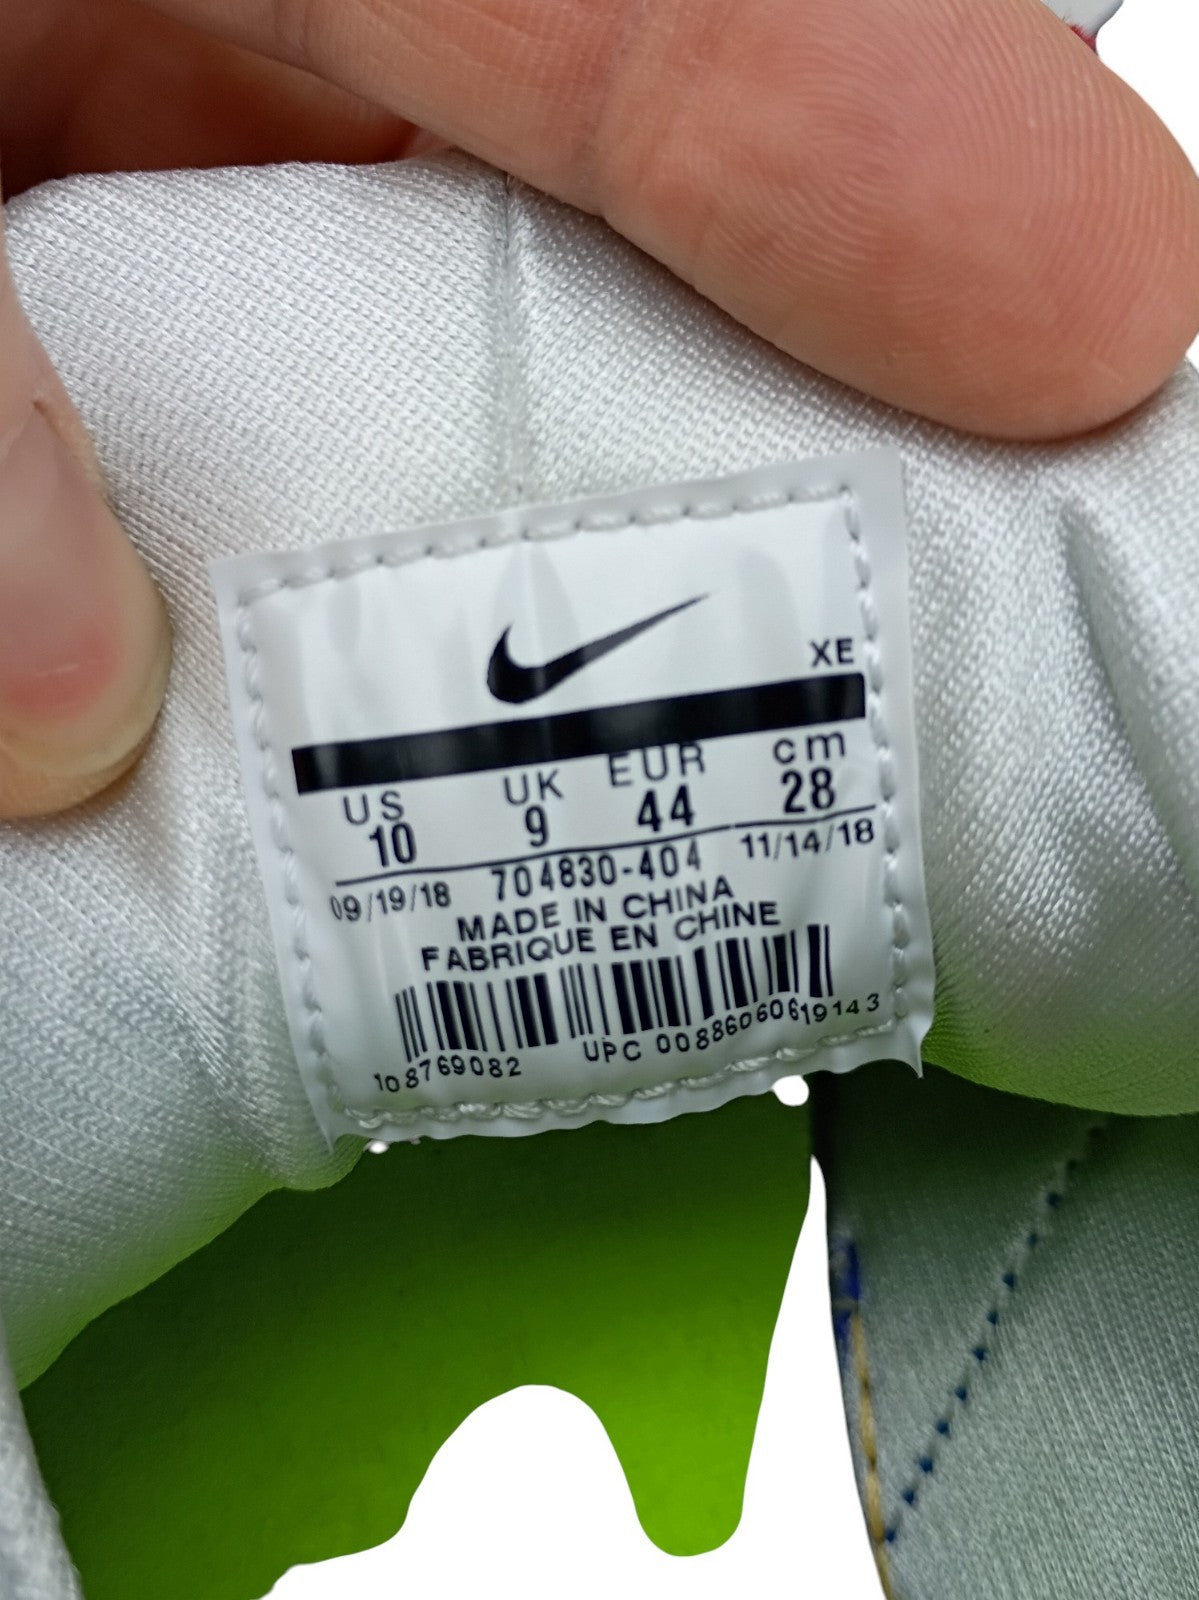 XE
US UK EUR cm
10 9 44 28
09/19/18 704830-404 11/14/18
MADE IN CHINA
FABRIQUE EN CHINE
108769082 UPC 00886060619143